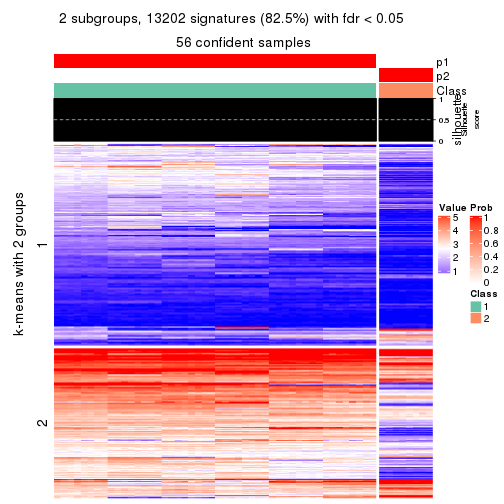 2 subgroups, 13202 signatures (82.5%) with fdr < 0.05
56 confident samples
p1
p2
Class
1
0.5
0
silhouette
Silhouette
score
k-means with 2 groups
1
2
Value
5
4
3
2
1
Prob
1
0.8
0.6
0.4
0.2
0
Class
1
2